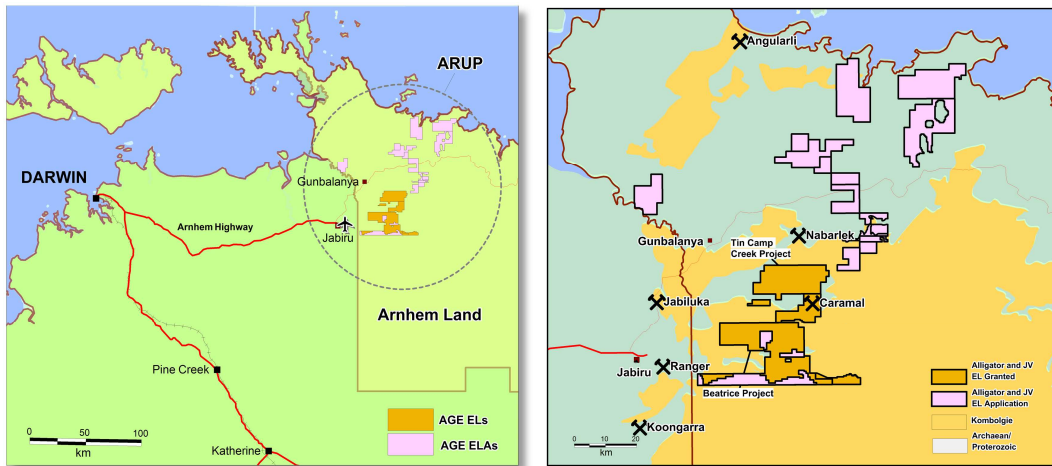 ARUP
DARWIN
Gunbalanya
Arnhem Highway
Jabiru
Arnhem Land
Pine Creek
AGE ELs
AGE ELAs
0 50 100
km
Katherine
Angularli
Gunbalanya
Nabarlek
Tin Camp
Creek Project
Jabiluka
Caramal
Jabiru
Ranger
Beatrice Project
Koongarra
0 10 20
km
Alligator and JV
EL Granted
Alligator and JV
EL Application
Kombolgie
Archaean/
Proterozoic